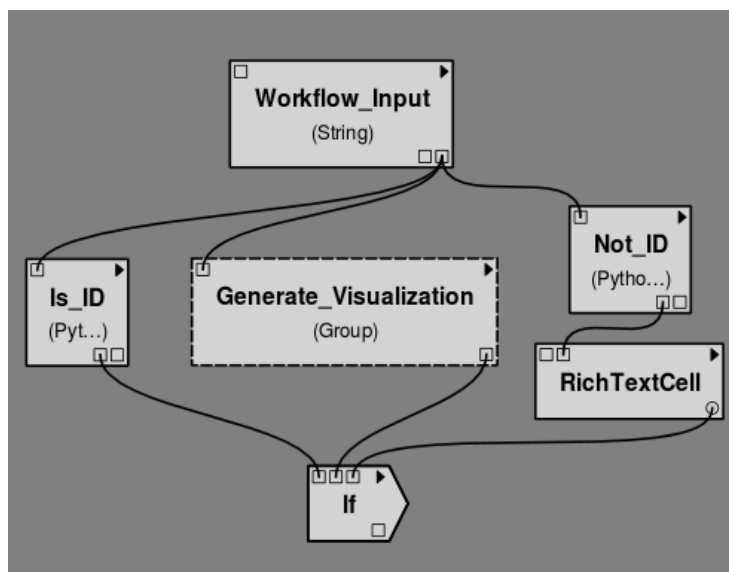 Workflow_Input
(String)
Is_ID
(Pyt...)
Generate_Visualization
(Group)
Not_ID
(Pytho...)
RichTextCell
If